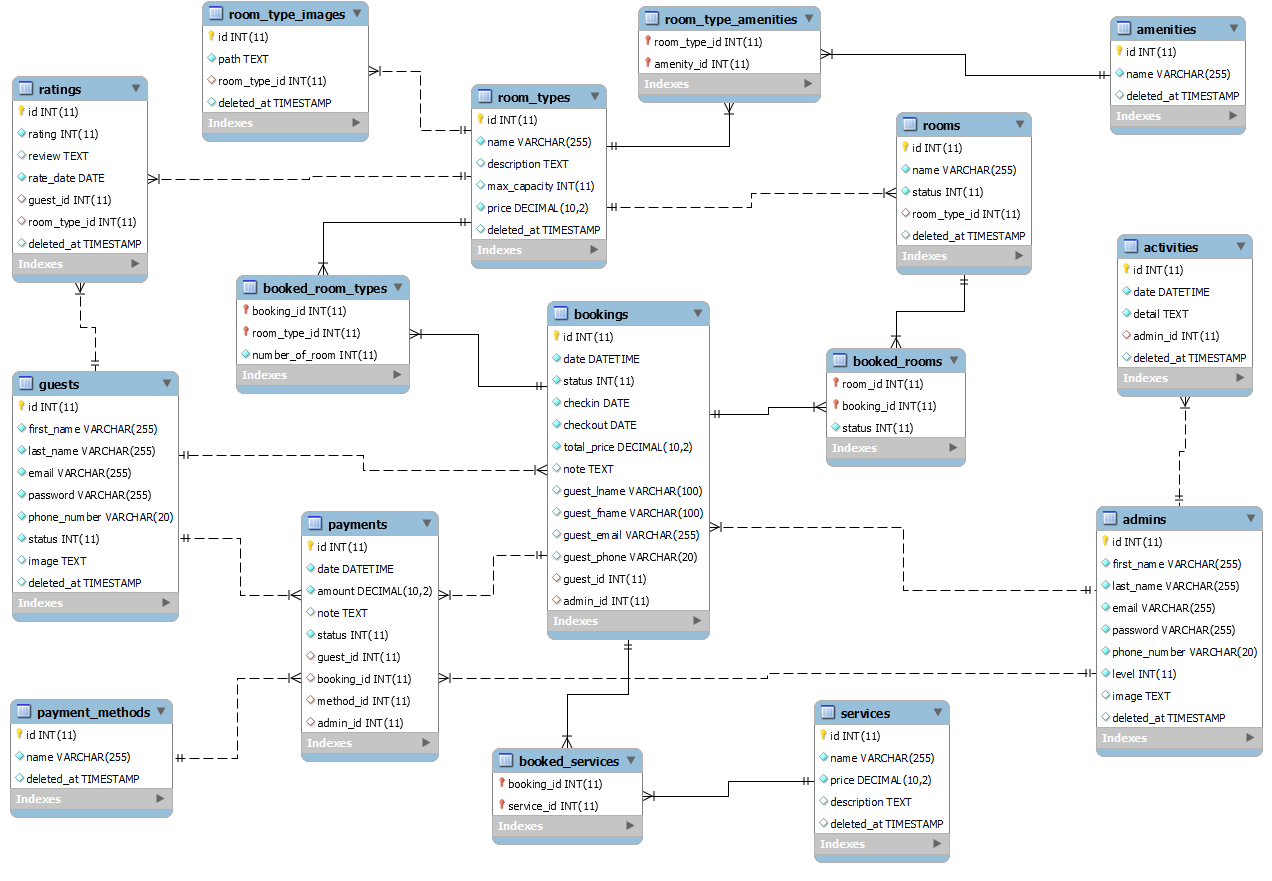 room_type_images
id INT(11)
path TEXT
room_type_id INT(11)
deleted_at TIMESTAMP
Indexes
room_type_amenities
room_type_id INT(11)
amenity_id INT(11)
Indexes
amenities
id INT(11)
name VARCHAR(255)
deleted_at TIMESTAMP
Indexes
ratings
id INT(11)
rating INT(11)
review TEXT
rate_date DATE
guest_id INT(11)
room_type_id INT(11)
deleted_at TIMESTAMP
Indexes
room_types
id INT(11)
name VARCHAR(255)
description TEXT
max_capacity INT(11)
price DECIMAL(10,2)
deleted_at TIMESTAMP
Indexes
rooms
id INT(11)
name VARCHAR(255)
status INT(11)
room_type_id INT(11)
deleted_at TIMESTAMP
Indexes
activities
id INT(11)
date DATETIME
detail TEXT
admin_id INT(11)
deleted_at TIMESTAMP
Indexes
booked_room_types
booking_id INT(11)
room_type_id INT(11)
number_of_room INT(11)
Indexes
bookings
id INT(11)
date DATETIME
status INT(11)
checkin DATE
checkout DATE
total_price DECIMAL(10,2)
note TEXT
guest_lname VARCHAR(100)
guest_fname VARCHAR(100)
guest_email VARCHAR(255)
guest_phone VARCHAR(20)
guest_id INT(11)
admin_id INT(11)
Indexes
booked_rooms
room_id INT(11)
booking_id INT(11)
status INT(11)
Indexes
guests
id INT(11)
first_name VARCHAR(255)
last_name VARCHAR(255)
email VARCHAR(255)
password VARCHAR(255)
phone_number VARCHAR(20)
status INT(11)
image TEXT
deleted_at TIMESTAMP
Indexes
payments
id INT(11)
date DATETIME
amount DECIMAL(10,2)
note TEXT
status INT(11)
guest_id INT(11)
booking_id INT(11)
method_id INT(11)
admin_id INT(11)
Indexes
admins
id INT(11)
first_name VARCHAR(255)
last_name VARCHAR(255)
email VARCHAR(255)
password VARCHAR(255)
phone_number VARCHAR(20)
level INT(11)
image TEXT
deleted_at TIMESTAMP
Indexes
payment_methods
id INT(11)
name VARCHAR(255)
deleted_at TIMESTAMP
Indexes
booked_services
booking_id INT(11)
service_id INT(11)
Indexes
services
id INT(11)
name VARCHAR(255)
price DECIMAL(10,2)
description TEXT
deleted_at TIMESTAMP
Indexes